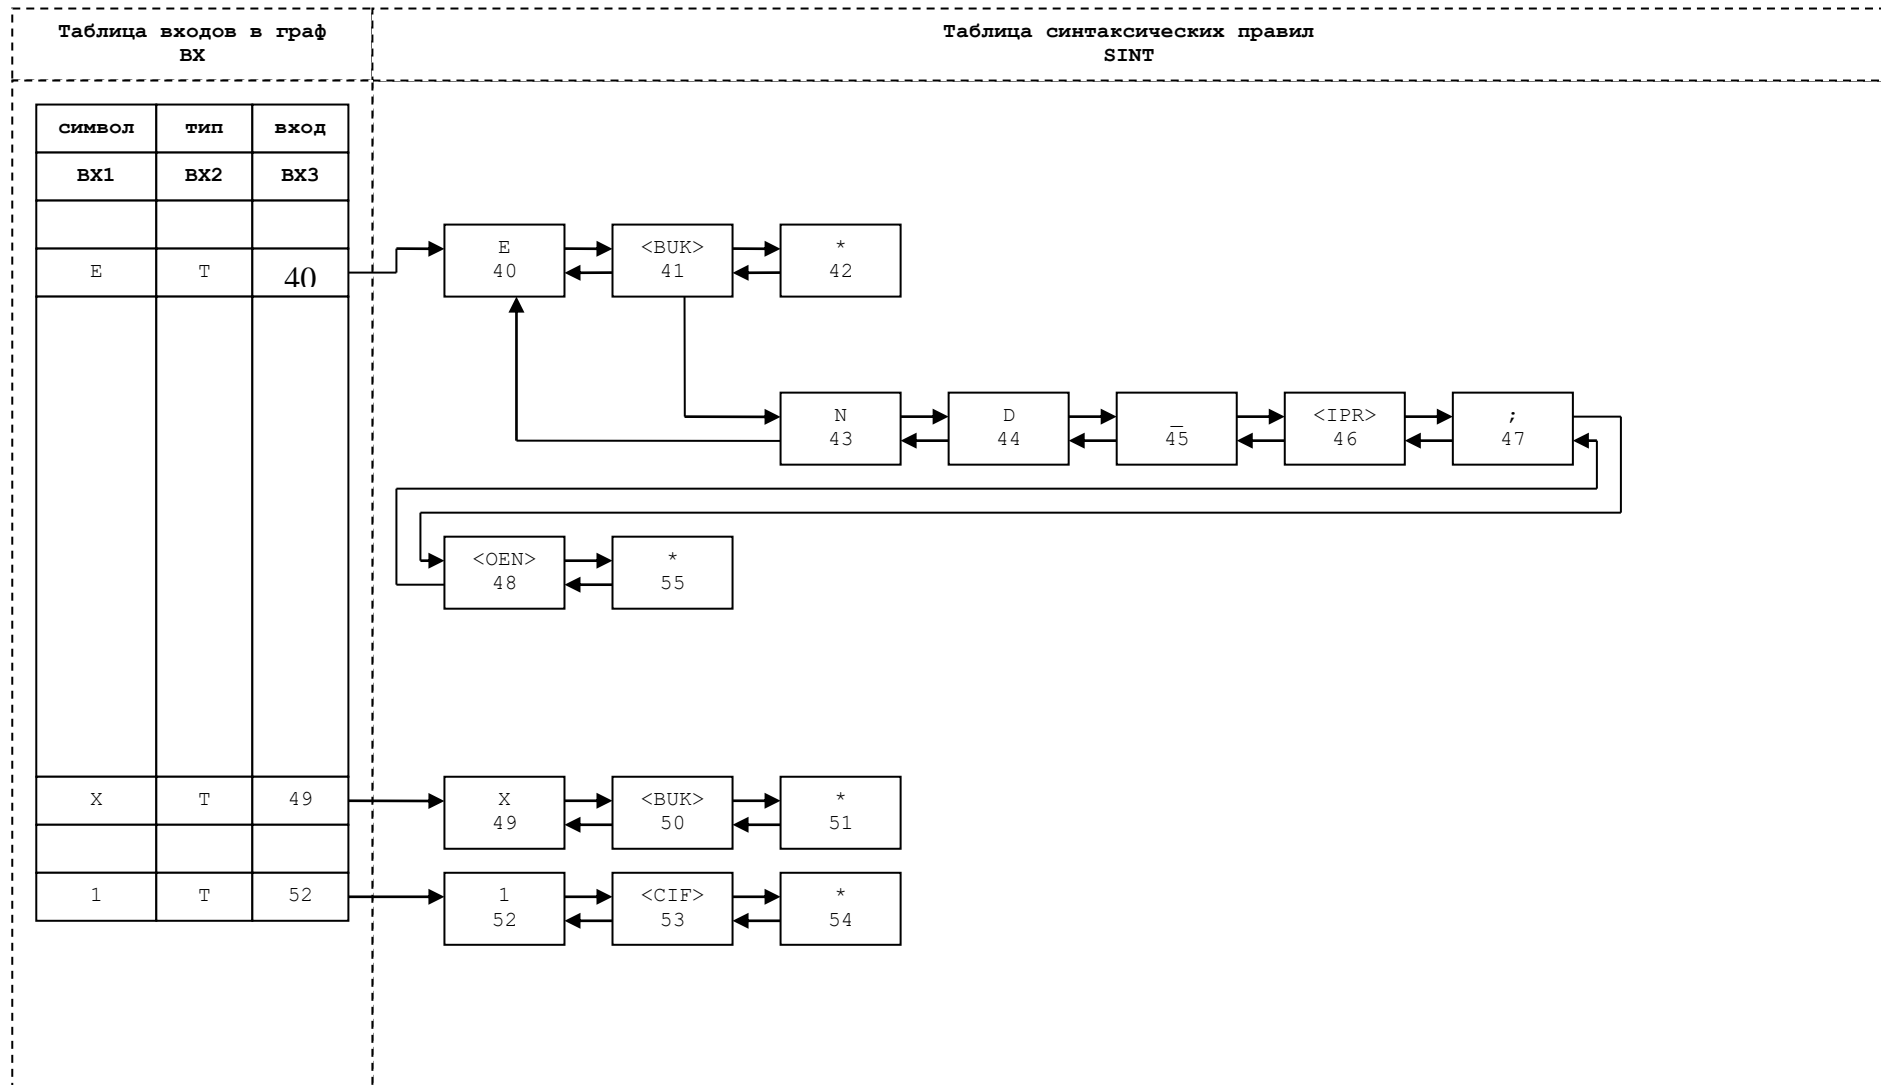 Таблица входов в граф
ВХ
Таблица синтаксических правил
SINT
символ тип вход
ВХ1 ВХ2 ВХ3
E T 40
E <BUK> *
40 41 42
N D _ <IPR> ;
43 44 45 46 47
<OEN> *
48 55
X T 49
X <BUK> *
49 50 51
1 T 52
1 <CIF> *
52 53 54